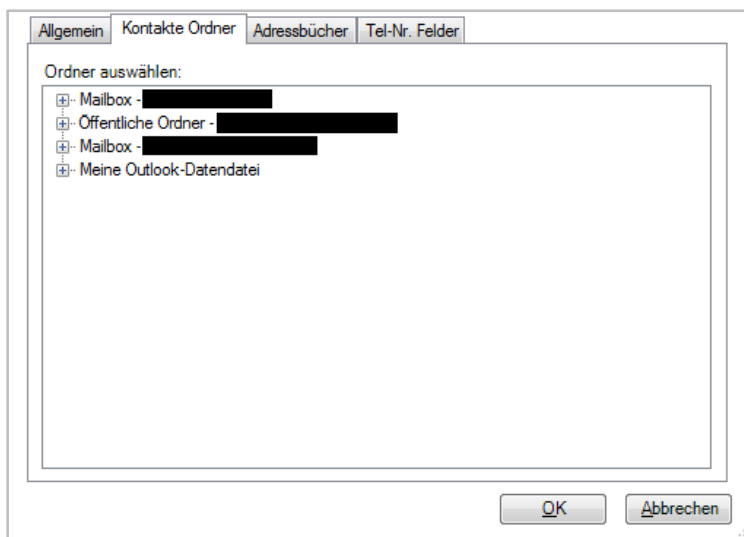 Allgemein Kontakte Ordner Adressbücher Tel-Nr. Felder
Ordner auswählen:
Mailbox -
Öffentliche Ordner -
Mailbox -
Meine Outlook-Datendatei
OK Abbrechen